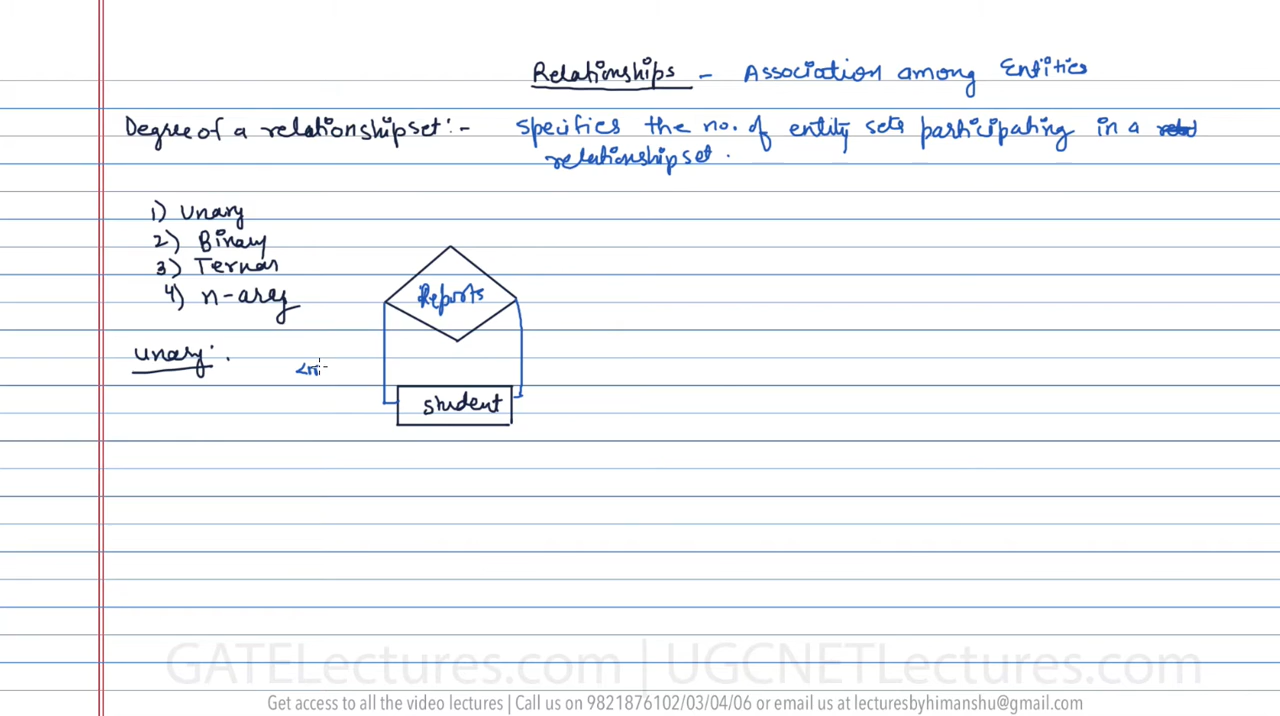 Relationships - Association among Entities
Degree of a relationshipset :- specifies the no. of entity sets participating in a
relationshipset.
1) Unary
2) Binary
3) Ternar
4) n-arey
Reports
unary: .
student
GATELectures.com | UGCNETLectures.com
Get access to all the video lectures | Call us on 9821876102/03/04/06 or email us at lecturesbyhimanshu@gmail.com